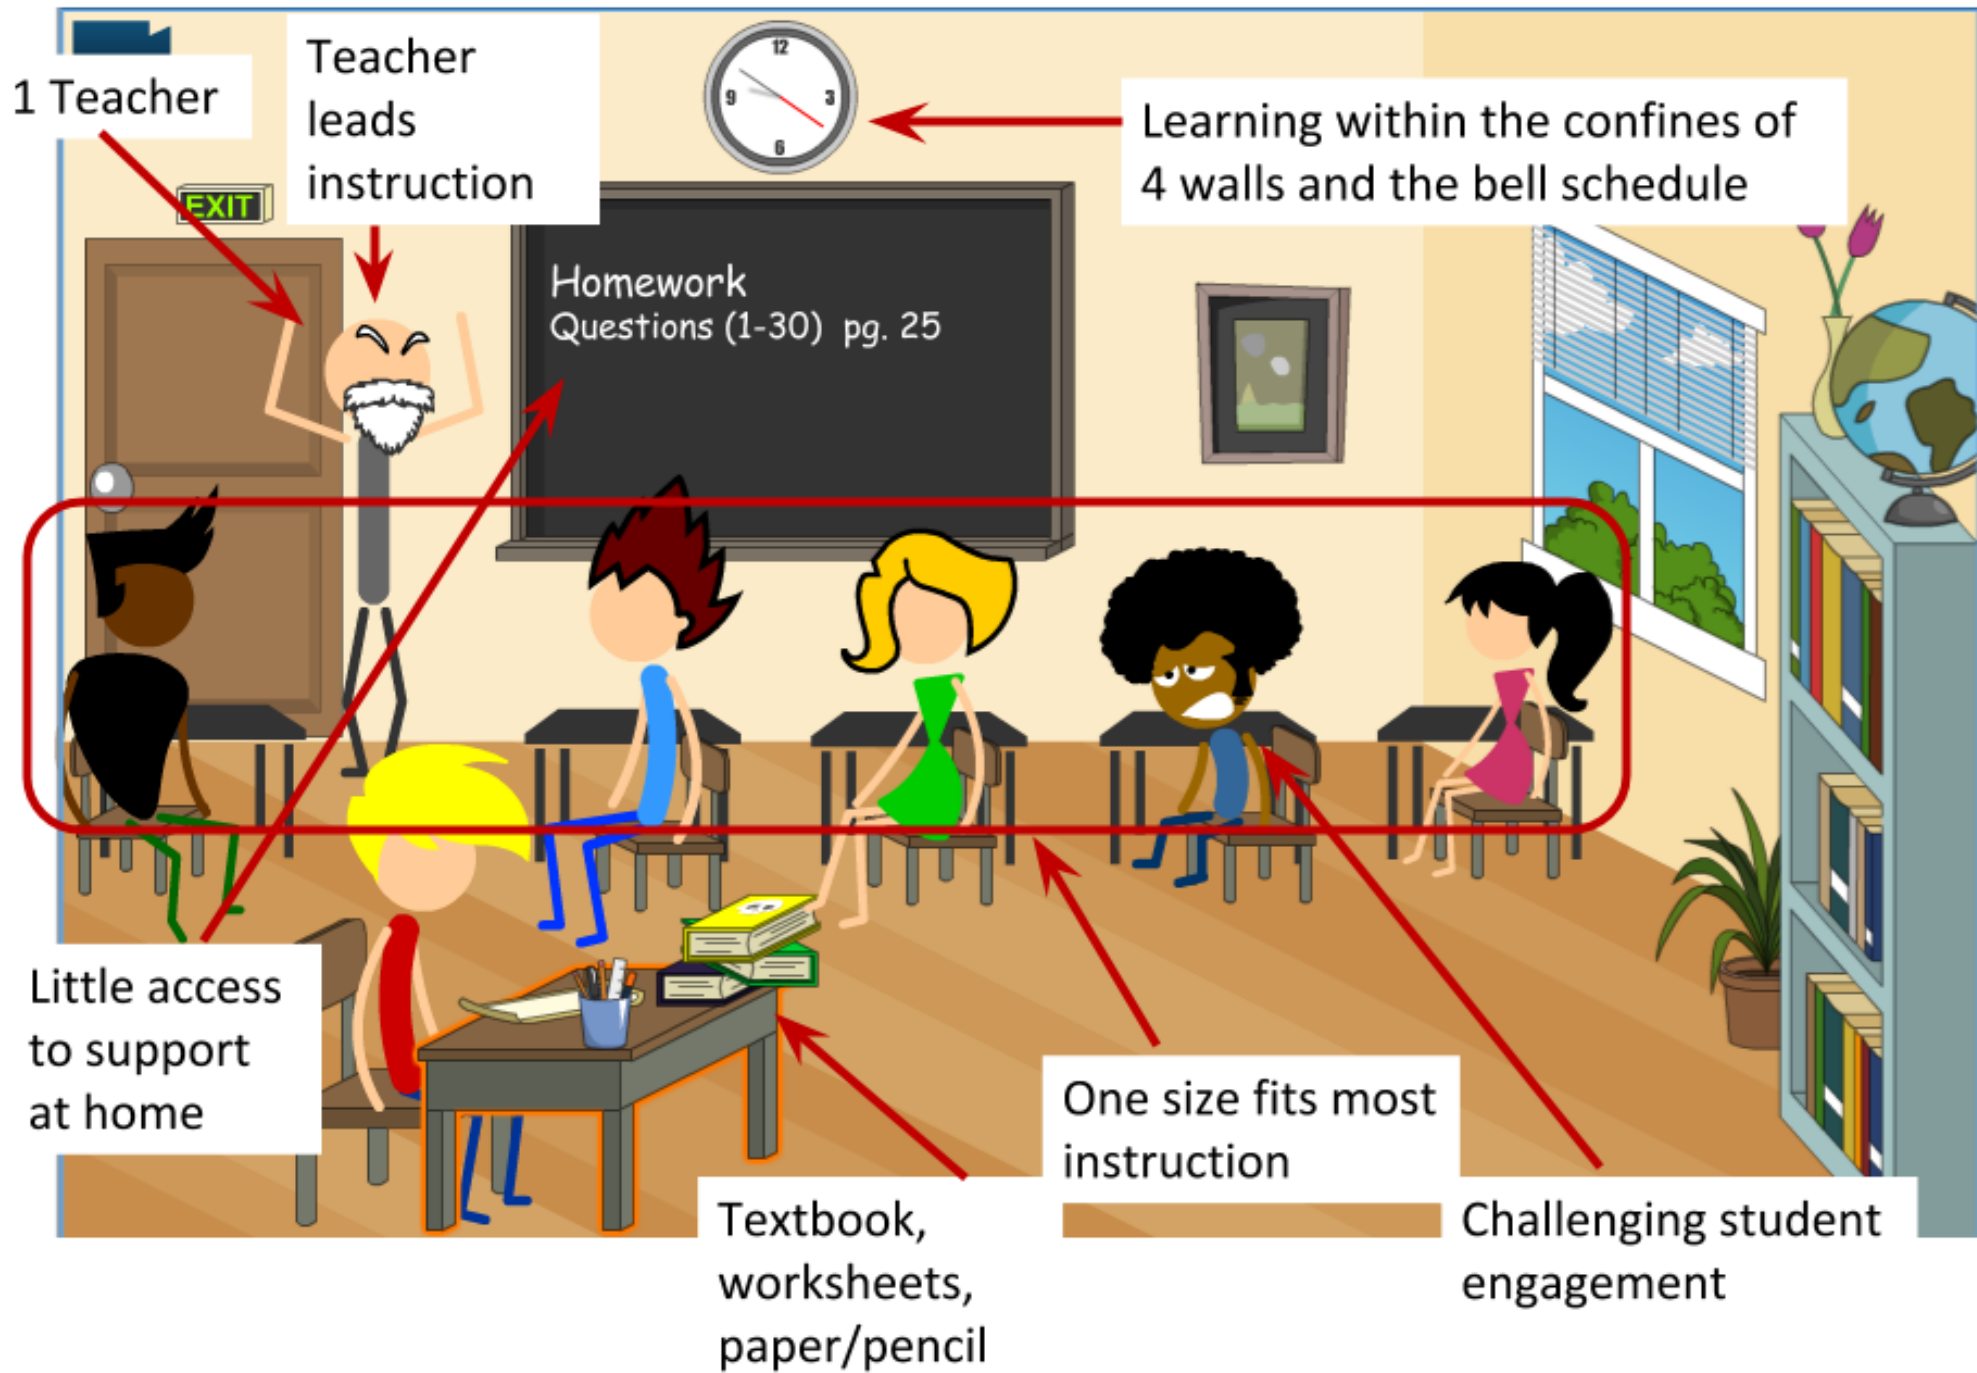 1 Teacher
Teacher
leads
instruction
12
3
6
9
Learning within the confines of
4 walls and the bell schedule
EXIT
Homework
Questions (1-30) pg. 25
Little access
to support
at home
One size fits most
instruction
Textbook,
worksheets,
paper/pencil
Challenging student
engagement